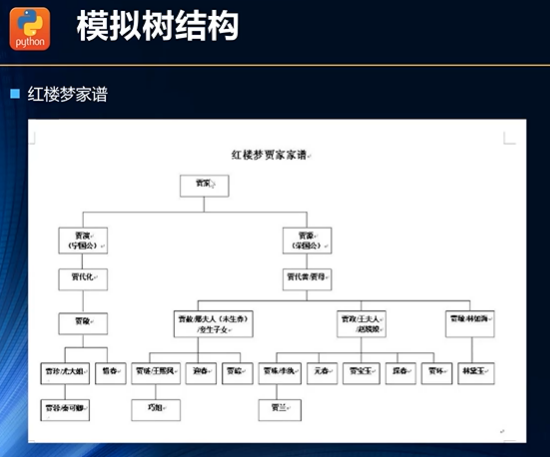 python
模拟树结构
红楼梦家谱
红楼梦贾家家谱
贾演
(宁国公)
贾源
(荣国公)
贾代化
贾代善/贾母
贾敬
贾赦/邢夫人(未生育)
/妾生子女
贾政/王夫人
/赵姨娘
贾敏/林如海
贾珍/尤大姐
惜春
贾琏/王熙凤
迎春
贾琮
贾珠/李纨
元春
贾宝玉
探春
贾环
林黛玉
贾蓉/秦可卿
巧姐
贾兰